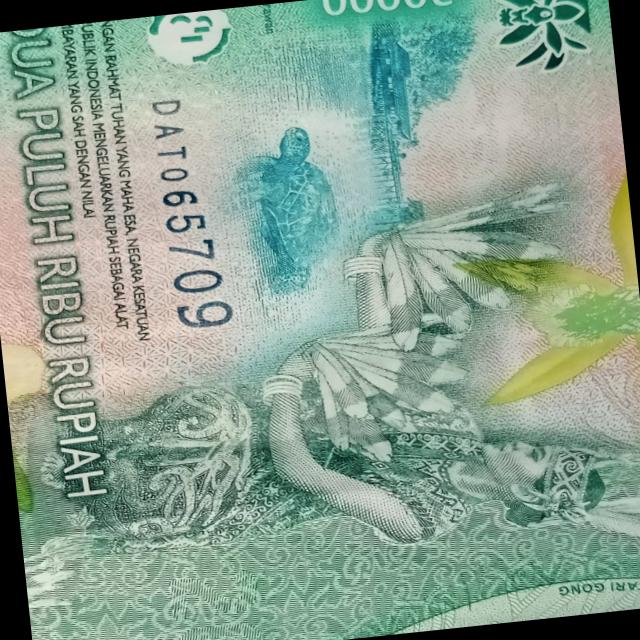 DUA PULUH RIBU RUPIAH
NGAN RAHMAT TUHAN YANG MAHA ESA, NEGARA KESATUAN
UBLIK INDONESIA MENGELUARKAN RUPIAH SEBAGAI ALAT
BAYARAN YANG SAH DENGAN NILAI
DAT065709
ARI GONG